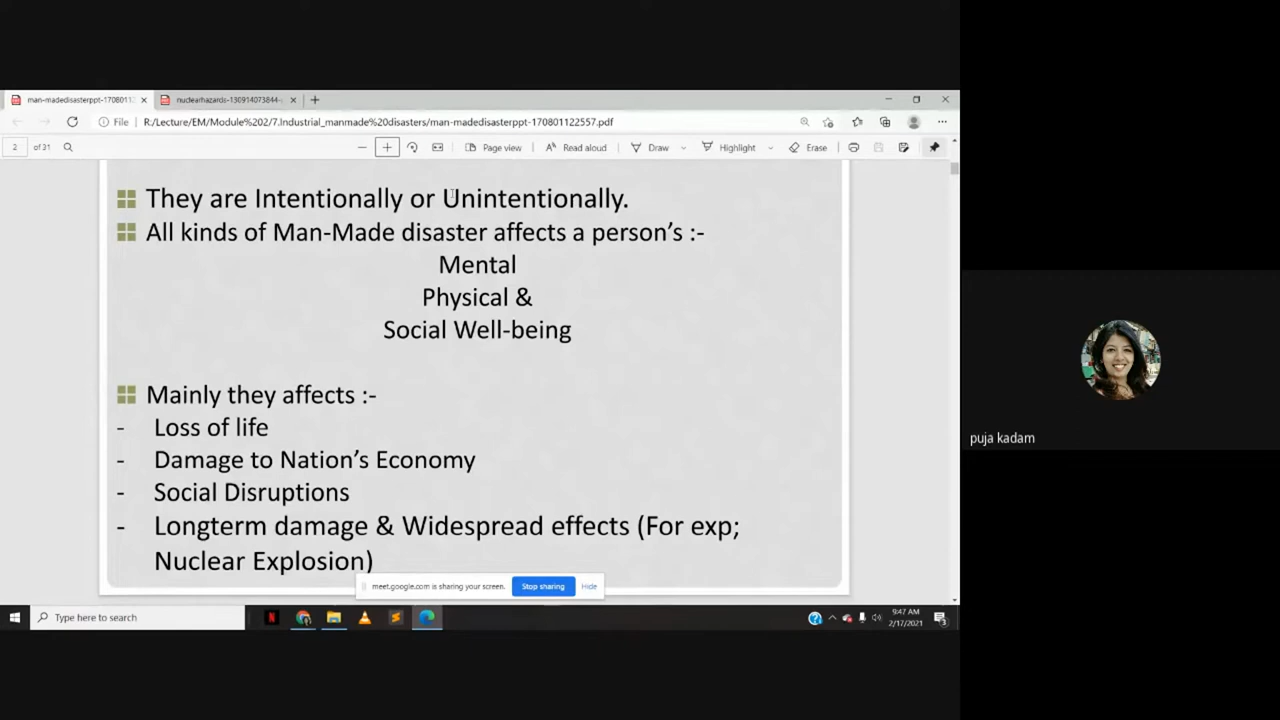 man-madedisasterppt-1708011
nuclearhazards-130914073844-
File
R:/Lecture/EM/Module%202/7.Industrial_manmade%20disasters/man-madedisasterppt-170801122557.pdf
2 of 31
Page view
Read aloud
Draw
Highlight
Erase
They are Intentionally or Unintentionally.
All kinds of Man-Made disaster affects a person's :-
Mental
Physical &
Social Well-being
Mainly they affects :-
- Loss of life
- Damage to Nation's Economy
- Social Disruptions
- Longterm damage & Widespread effects (For exp;
Nuclear Explosion)
meet.google.com is sharing your screen.
Stop sharing
Hide
puja kadam
Type here to search
9:47 AM
2/17/2021